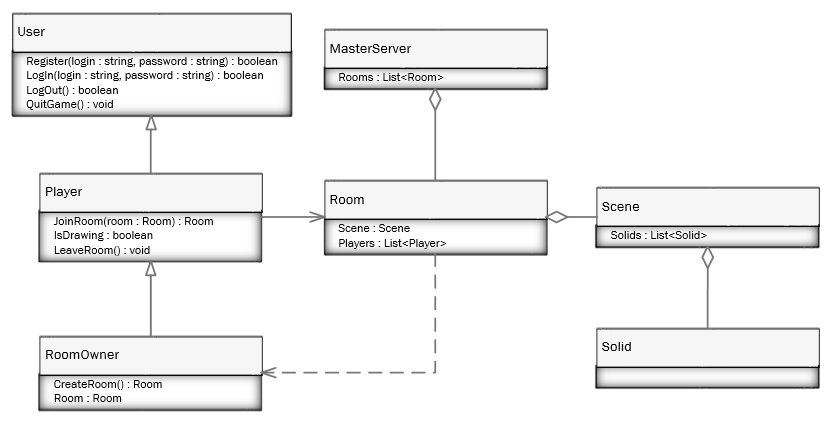 User
Register(login : string, password : string) : boolean
LogIn(login : string, password : string) : boolean
LogOut() : boolean
QuitGame() : void
MasterServer
Rooms : List<Room>
Player
JoinRoom(room : Room) : Room
IsDrawing : boolean
LeaveRoom() : void
Room
Scene : Scene
Players : List<Player>
Scene
Solids : List<Solid>
RoomOwner
CreateRoom() : Room
Room : Room
Solid